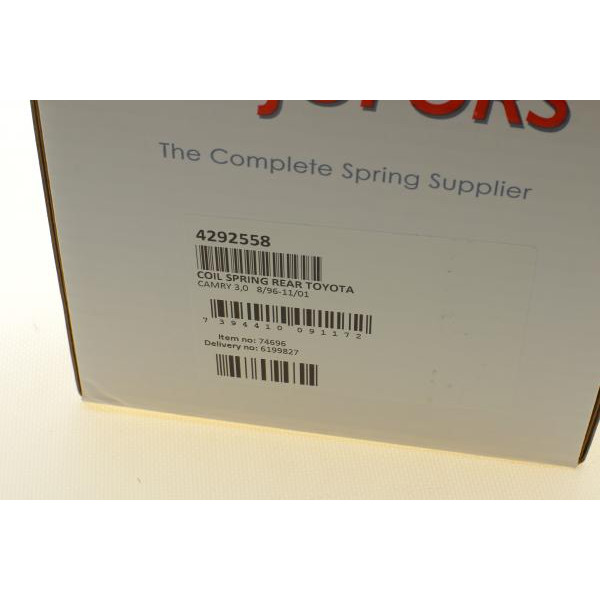 The Complete Spring Supplier
4292558
COIL SPRING REAR TOYOTA
CAMRY 3,0 8/96-11/01
7 394410 091172
Item no: 74696
Delivery no: 6199827